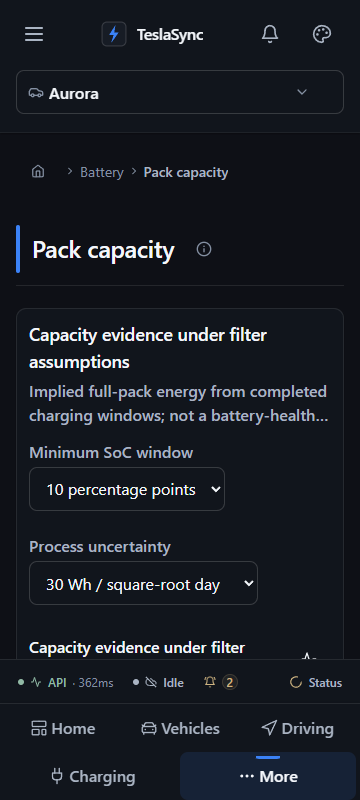 TeslaSync
Aurora
Battery
Pack capacity
Pack capacity
Capacity evidence under filter
assumptions
Implied full-pack energy from completed
charging windows; not a battery-health…
Minimum SoC window
10 percentage points
Process uncertainty
30 Wh / square-root day
Capacity evidence under filter
API · 362ms
Idle
2
Status
Home
Vehicles
Driving
Charging
More